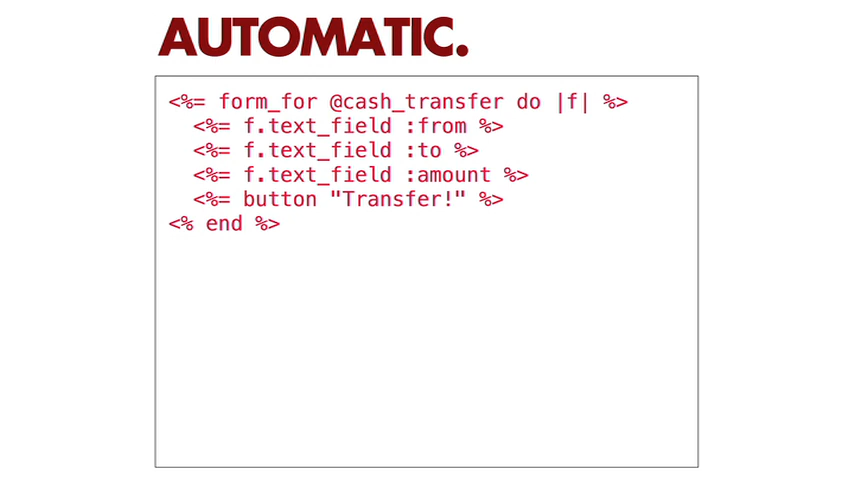 AUTOMATIC.
<%= form_for @cash_transfer do |f| %>
  <%= f.text_field :from %>
  <%= f.text_field :to %>
  <%= f.text_field :amount %>
  <%= button "Transfer!" %>
<% end %>